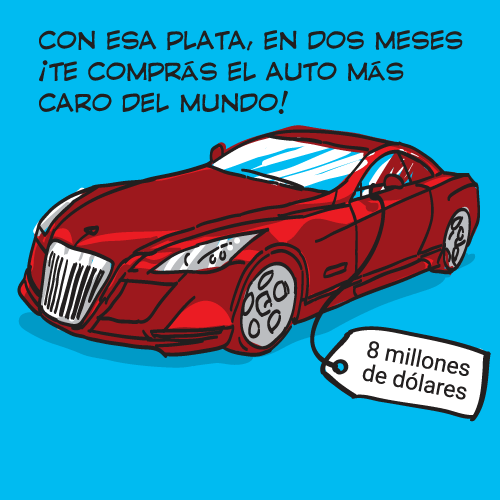 CON ESA PLATA, EN DOS MESES
¡TE COMPRÁS EL AUTO MÁS
CARO DEL MUNDO!
8 millones
de dólares